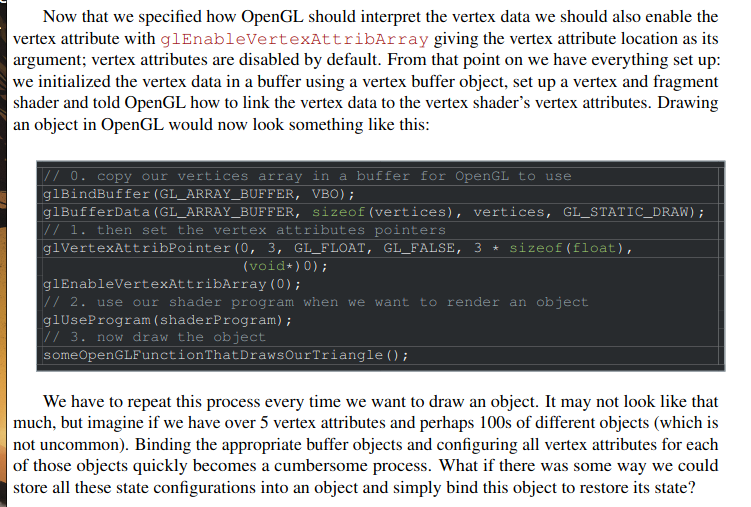 Now that we specified how OpenGL should interpret the vertex data we should also enable the
vertex attribute with glEnableVertexAttribArray giving the vertex attribute location as its
argument; vertex attributes are disabled by default. From that point on we have everything set up:
we initialized the vertex data in a buffer using a vertex buffer object, set up a vertex and fragment
shader and told OpenGL how to link the vertex data to the vertex shader's vertex attributes. Drawing
an object in OpenGL would now look something like this:
// 0. copy our vertices array in a buffer for OpenGL to use
glBindBuffer(GL_ARRAY_BUFFER, VBO);
glBufferData(GL_ARRAY_BUFFER, sizeof(vertices), vertices, GL_STATIC_DRAW);
// 1. then set the vertex attributes pointers
glVertexAttribPointer(0, 3, GL_FLOAT, GL_FALSE, 3 * sizeof(float),
(void*)0);
glEnableVertexAttribArray(0);
// 2. use our shader program when we want to render an object
glUseProgram(shaderProgram);
// 3. now draw the object
someOpenGLFunctionThatDrawsOurTriangle();
We have to repeat this process every time we want to draw an object. It may not look like that
much, but imagine if we have over 5 vertex attributes and perhaps 100s of different objects (which is
not uncommon). Binding the appropriate buffer objects and configuring all vertex attributes for each
of those objects quickly becomes a cumbersome process. What if there was some way we could
store all these state configurations into an object and simply bind this object to restore its state?